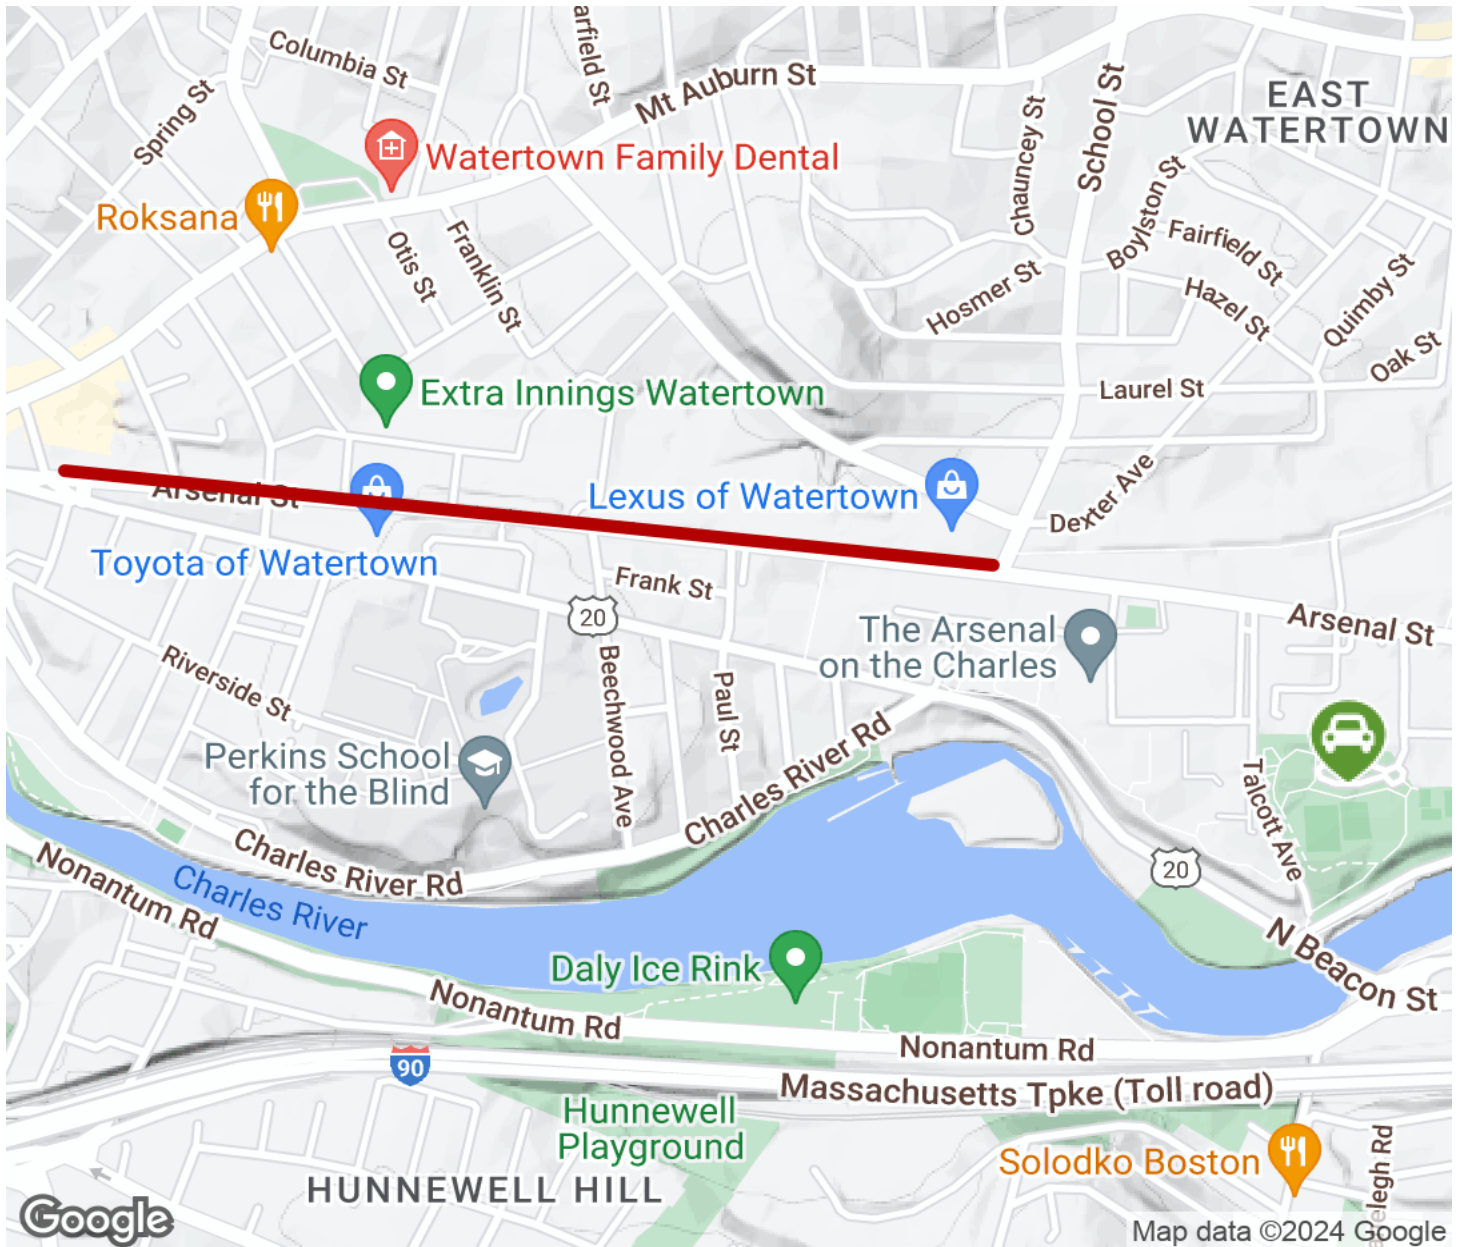 Columbia St
arfield St
Mt Auburn St
School St
EAST
WATERTOWN
Spring St
Chauncey St
Watertown Family Dental
Roksana
Boylston St
Fairfield St
Otis St
Franklin St
Hosmer St
Hazel St
Quimby St
Oak St
Extra Innings Watertown
Laurel St
Arsenal St
Lexus of Watertown
Dexter Ave
Toyota of Watertown
Frank St
20
The Arsenal
on the Charles
Arsenal St
Riverside St
Beechwood Ave
Paul St
Perkins School
for the Blind
Charles River Rd
Talcott Ave
Charles River Rd
20
Nonantum Rd
Charles River
N Beacon St
Daly Ice Rink
Nonantum Rd
Nonantum Rd
90
Massachusetts Tpke (Toll road)
Hunnewell
Playground
Solodko Boston
elegh Rd
HUNNEWELL HILL
Google
Map data ©2024 Google